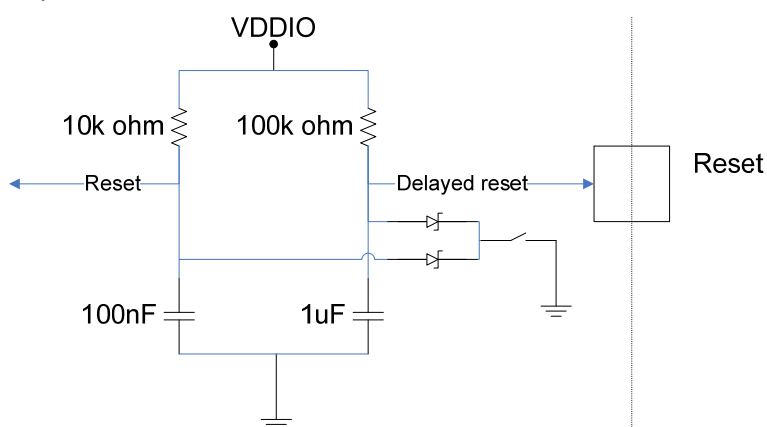 VDDIO
10k ohm
100k ohm
Reset
Delayed reset
Reset
100nF
1uF